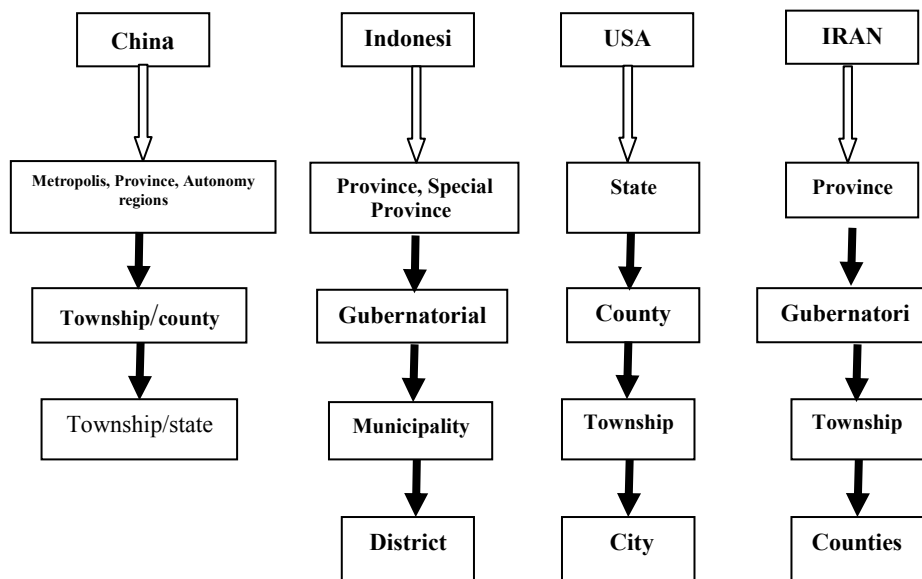 China
Indonesi
USA
IRAN
Metropolis, Province, Autonomy
regions
Province, Special
Province
State
Province
Township/county
Gubernatorial
County
Gubernatori
Township/state
Municipality
Township
Township
District
City
Counties